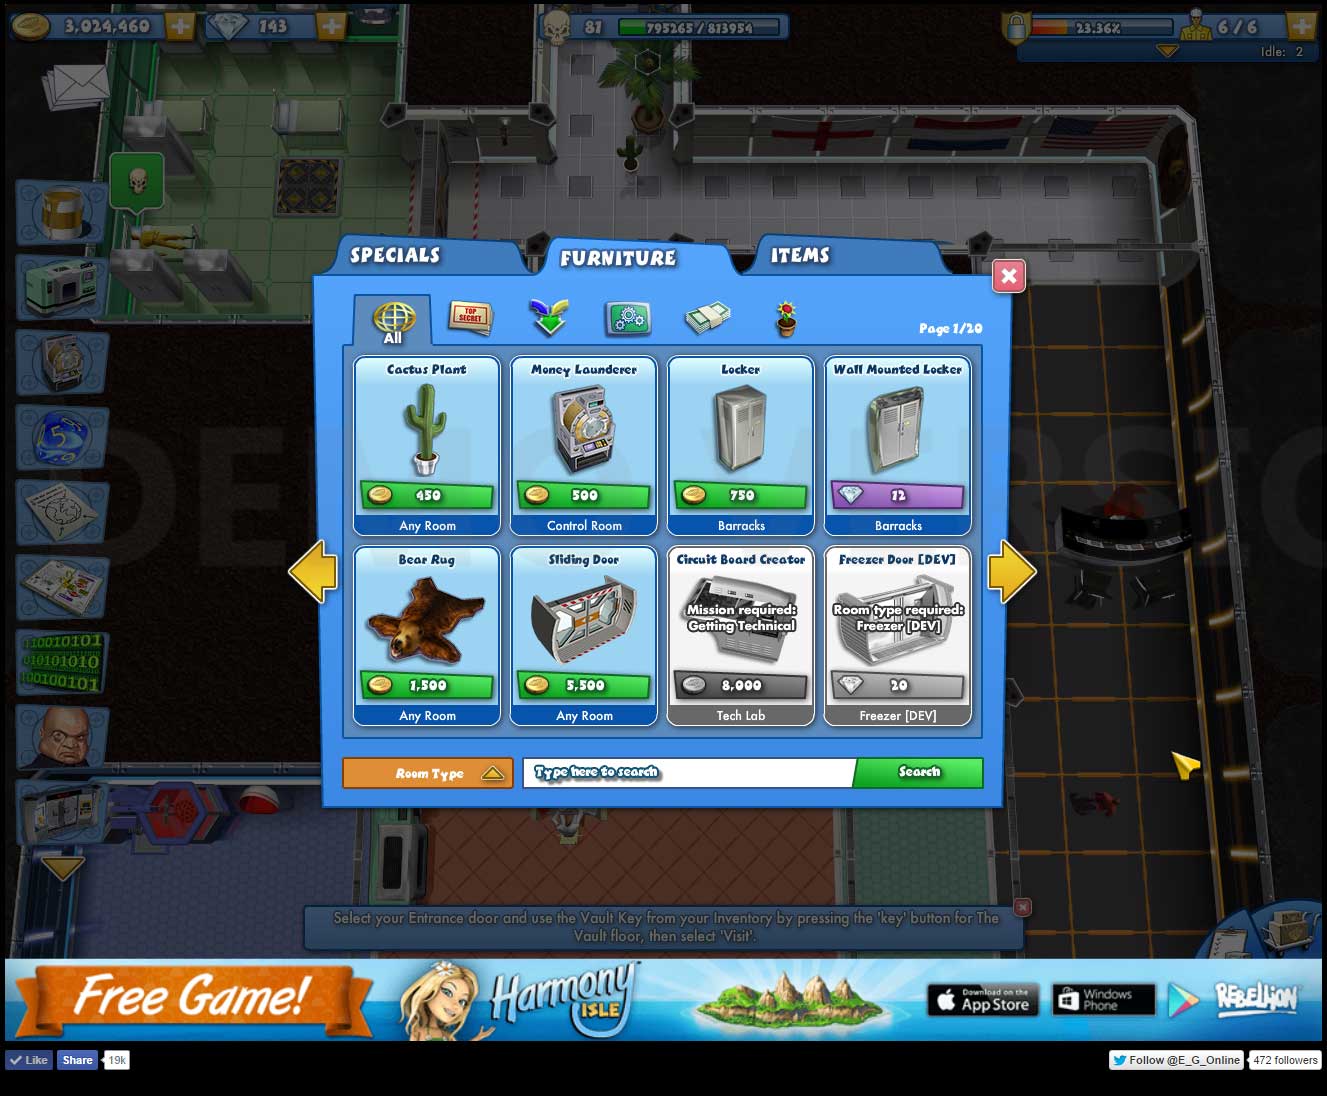 3,024,460
143
81
795265 / 813954
23.36%
6 / 6
Idle: 2
SPECIALS
FURNITURE
ITEMS
TOP SECRET
All
Page 1/20
Cactus Plant
Money Launderer
Locker
Wall Mounted Locker
450
500
750
12
Any Room
Control Room
Barracks
Barracks
Bear Rug
Sliding Door
Circuit Board Creator
Freezer Door [DEV]
Mission required:
Getting Technical
Room type required:
Freezer [DEV]
1,500
5,500
8,000
20
Any Room
Any Room
Tech Lab
Freezer [DEV]
Room Type
Type here to search
Search
5
110010101
010101010
100100101
DEMO VERSIO
Select your Entrance door and use the Vault Key from your Inventory by pressing the 'key' button for The
Vault floor, then select 'Visit'.
Free Game!
Harmony
ISLE
Download on the
App Store
Windows
Phone
REBELLION
Like
Share
19k
Follow @E_G_Online
472 followers